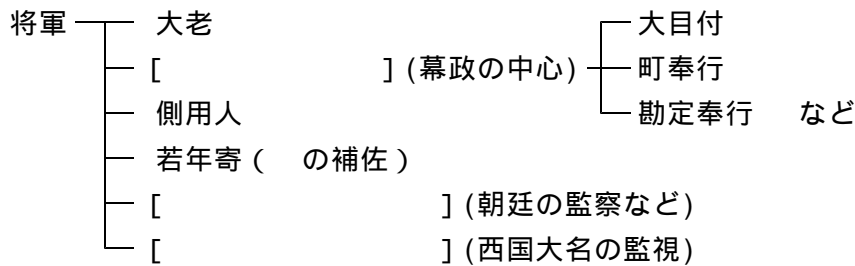 将軍 大老 大目付
[ ] (幕政の中心) 町奉行
側用人 勘定奉行 など
若年寄( の補佐)
[ ] (朝廷の監察など)
[ ] (西国大名の監視)